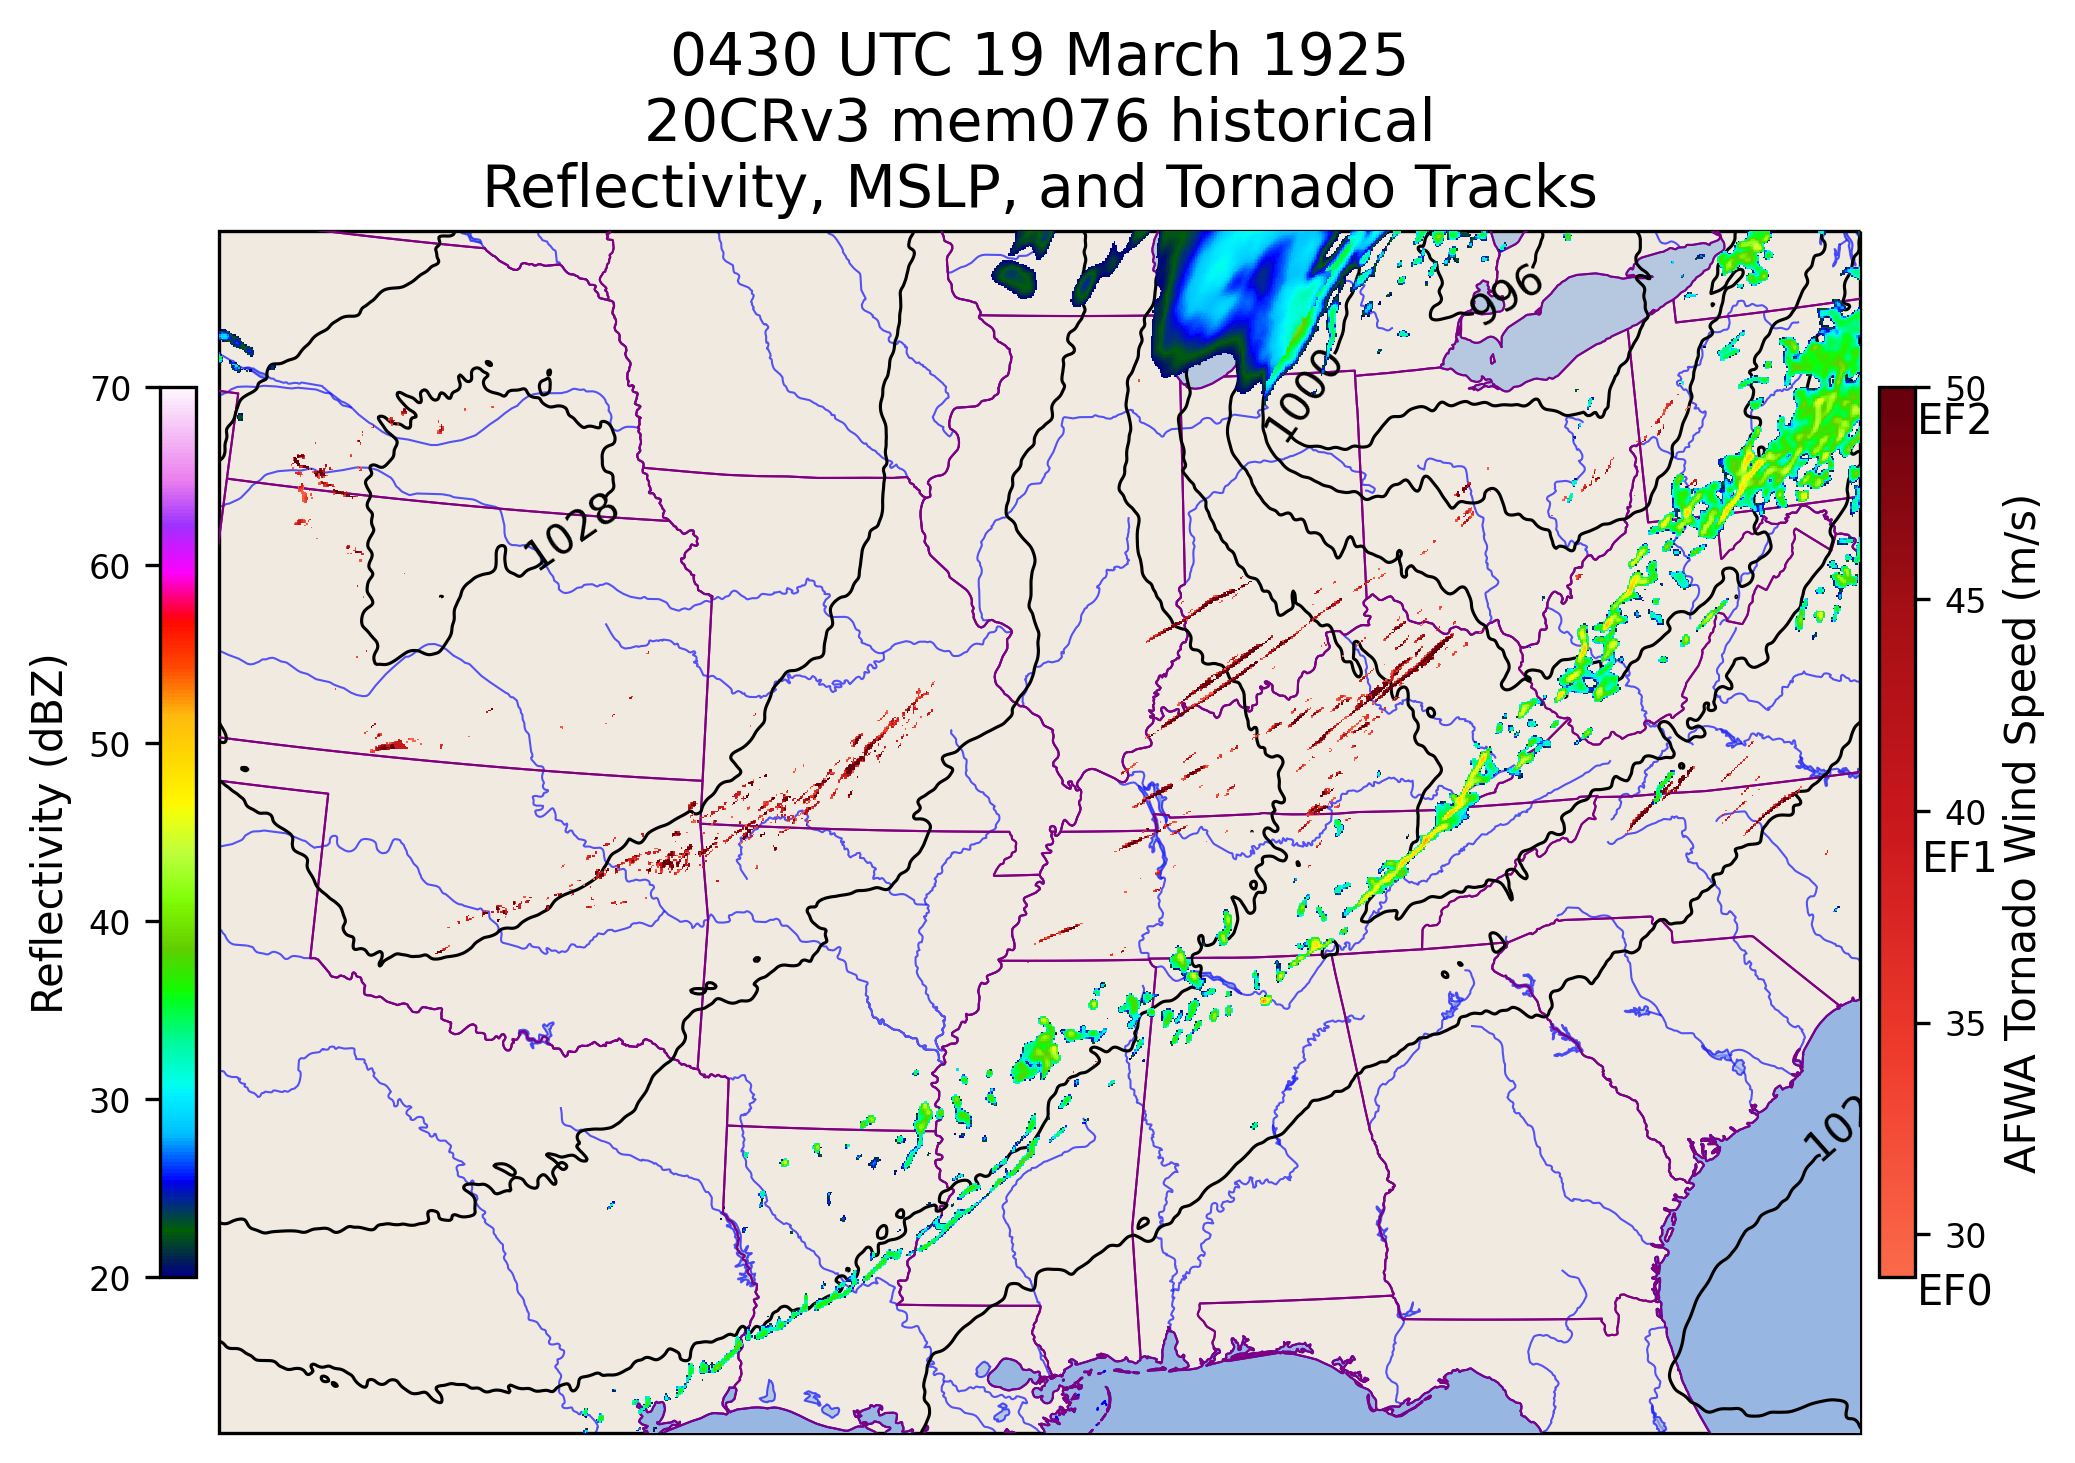 0430 UTC 19 March 1925
20CRv3 mem076 historical
Reflectivity, MSLP, and Tornado Tracks
996
1000
1028
70
60
50
40
30
20
Reflectivity (dBZ)
50
EF2
45
40
EF1
35
30
EF0
AFWA Tornado Wind Speed (m/s)